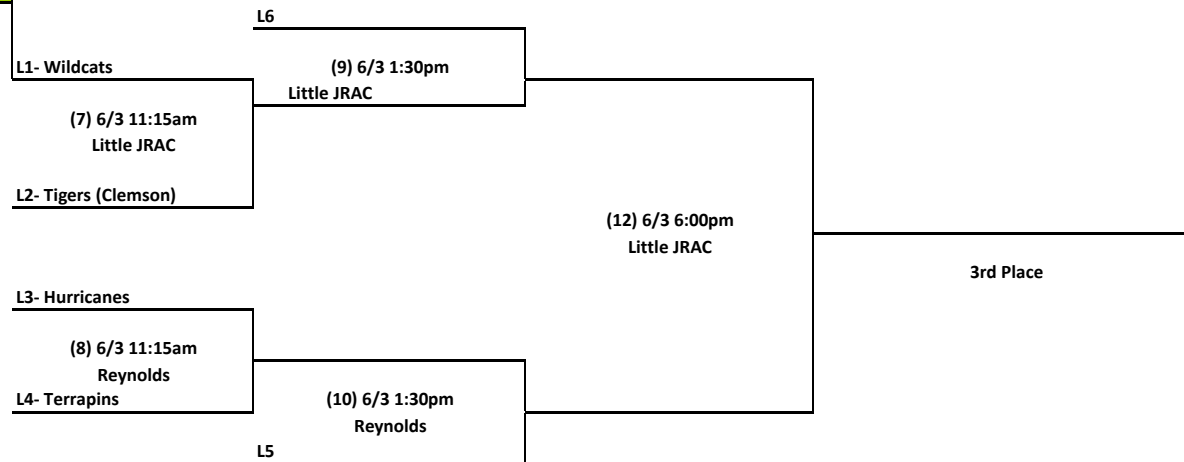 L6
L1- Wildcats
(9) 6/3 1:30pm
Little JRAC
(7) 6/3 11:15am
Little JRAC
L2- Tigers (Clemson)
(12) 6/3 6:00pm
Little JRAC
3rd Place
L3- Hurricanes
(8) 6/3 11:15am
Reynolds
L4- Terrapins
(10) 6/3 1:30pm
Reynolds
L5